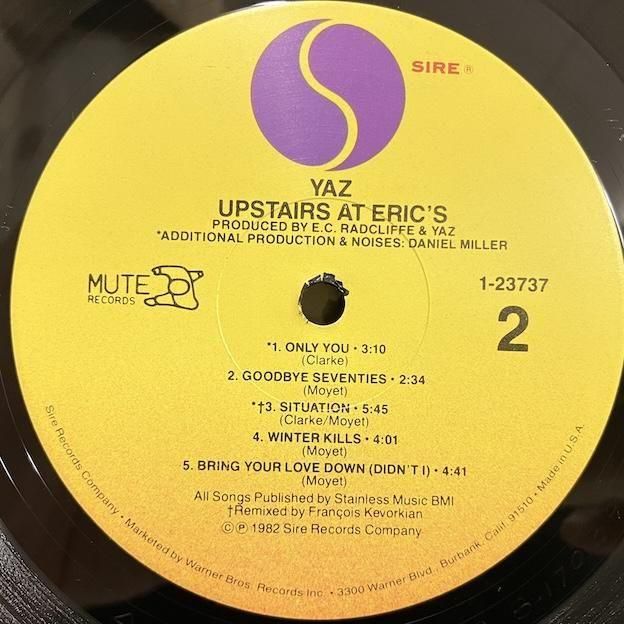 SIRE ®
YAZ
UPSTAIRS AT ERIC'S
PRODUCED BY E.C. RADCLIFFE & YAZ
*ADDITIONAL PRODUCTION & NOISES: DANIEL MILLER
MUTE
RECORDS
1-23737
2
*1. ONLY YOU • 3:10
(Clarke)
2. GOODBYE SEVENTIES • 2:34
(Moyet)
*†3. SITUATION • 5:45
(Clarke/Moyet)
4. WINTER KILLS • 4:01
(Moyet)
5. BRING YOUR LOVE DOWN (DIDN'T I) • 4:41
(Moyet)
All Songs Published by Stainless Music BMI
†Remixed by François Kevorkian
© ℗ 1982 Sire Records Company
Sire Records Company • Marketed by Warner Bros. Records Inc. • 3300 Warner Blvd., Burbank, Calif. 91510 • Made in U.S.A.